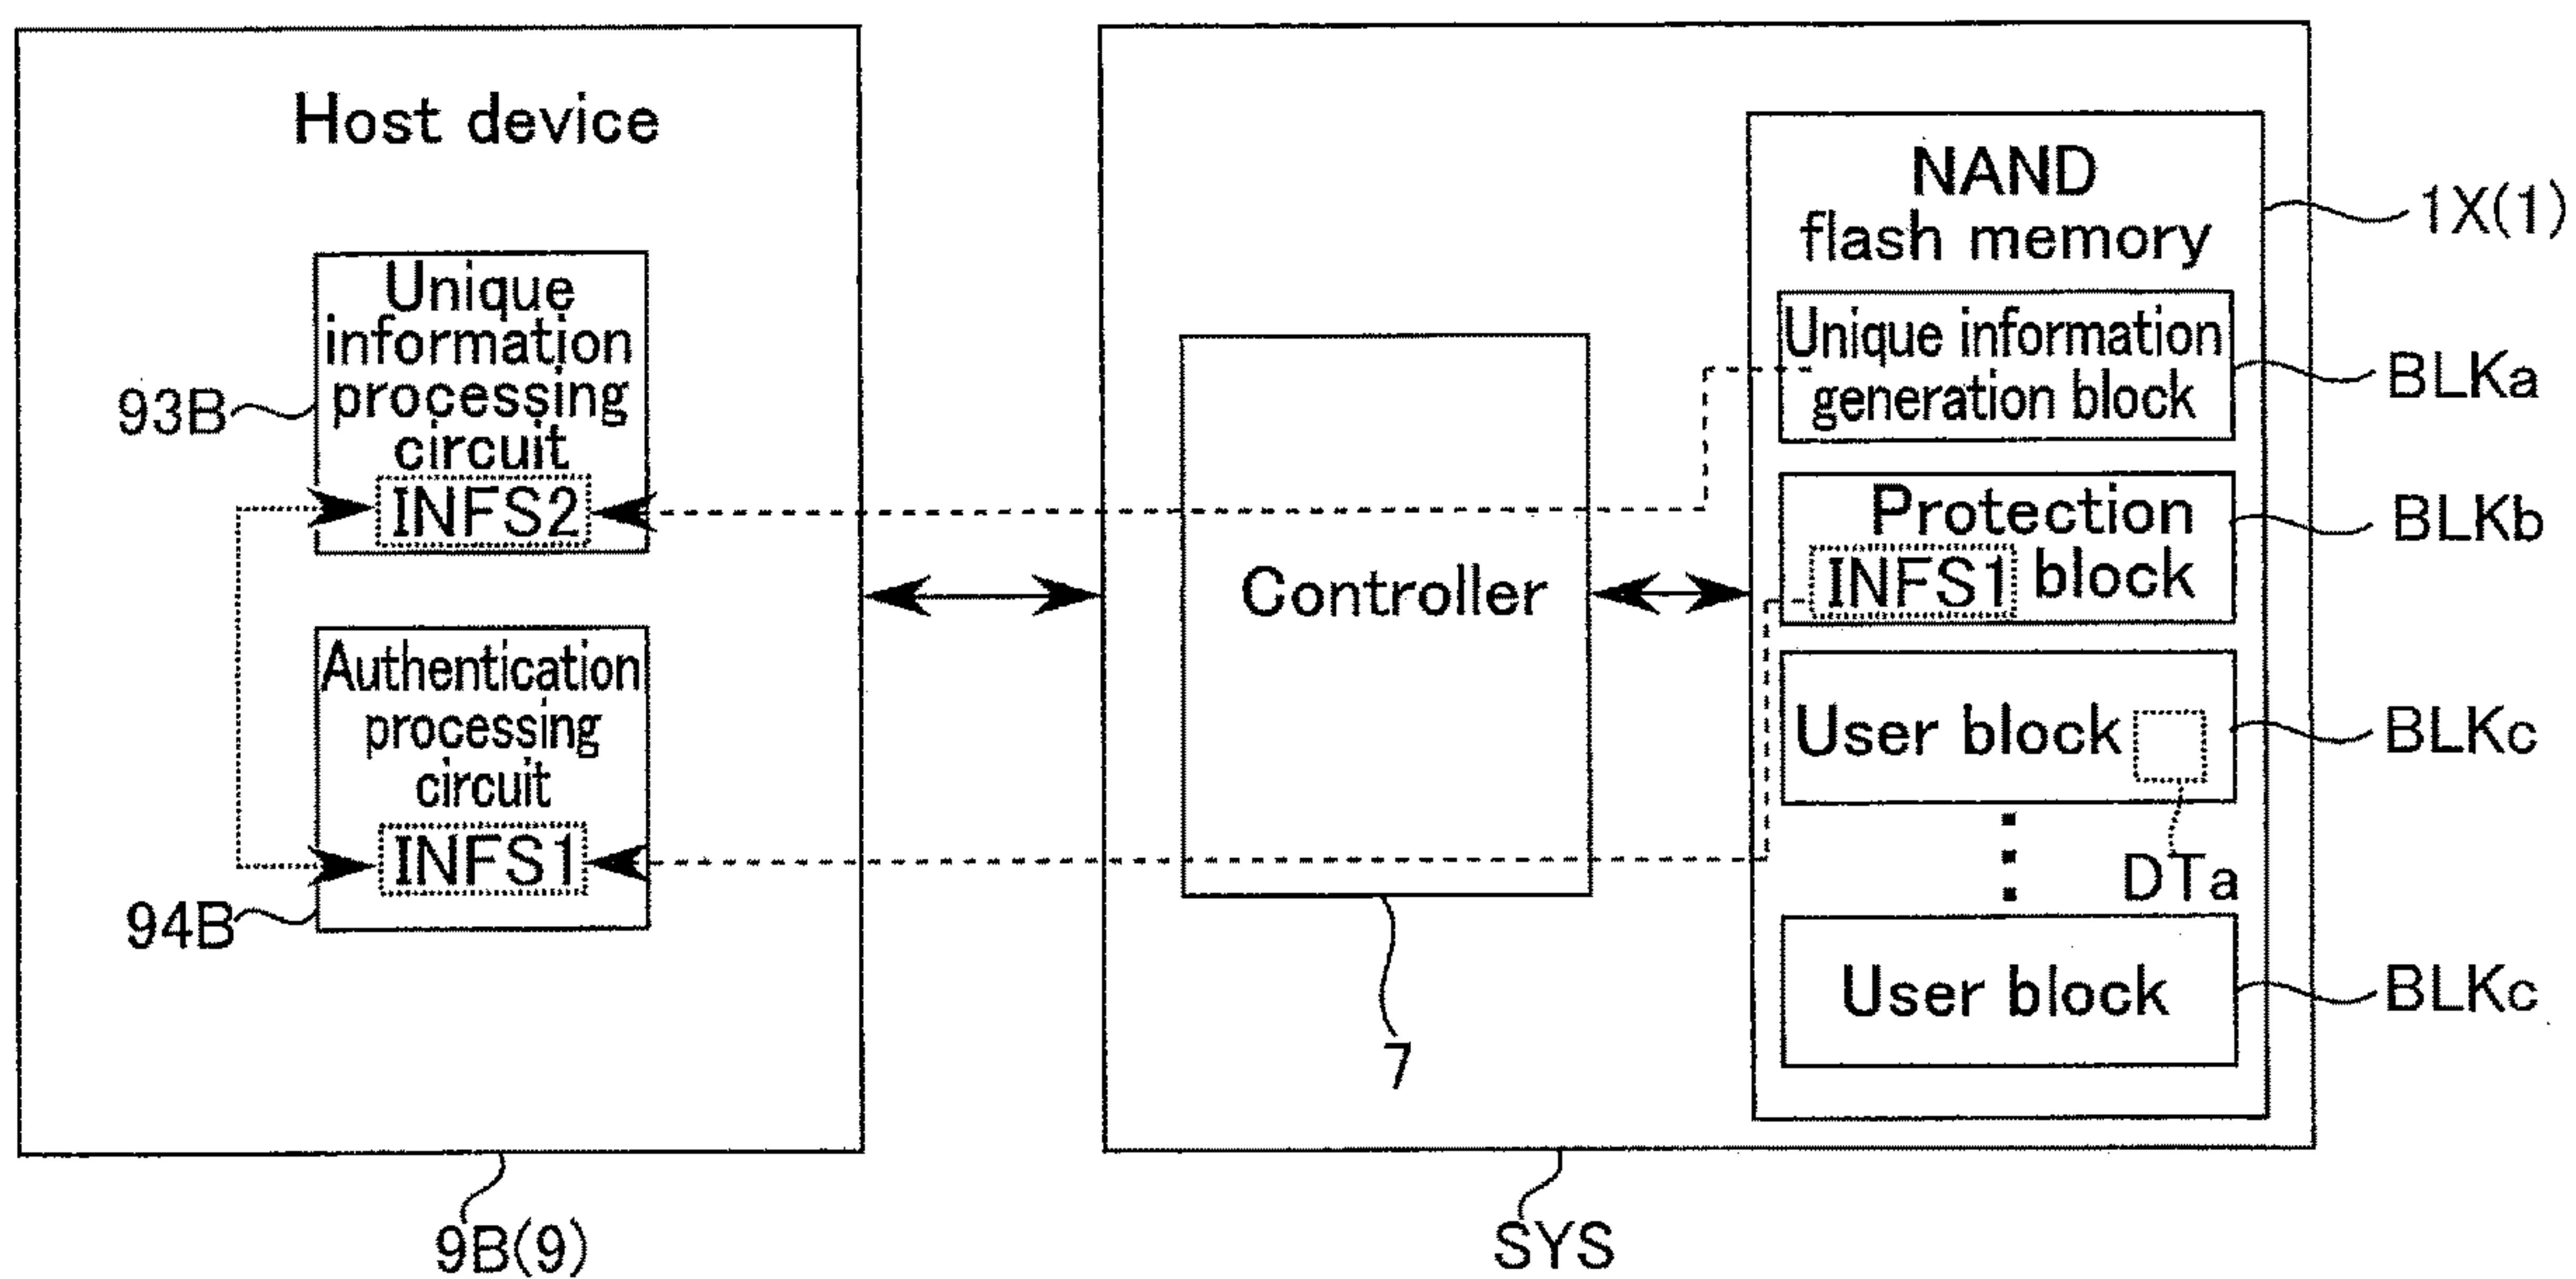 Host device
Unique
information
processing
circuit
INFS2
93B
Authentication
processing
circuit
INFS1
94B
9B(9)
Controller
7
SYS
NAND
flash memory
1X(1)
Unique information
generation block
BLKa
Protection
block
INFS1
BLKb
User block
BLKc
DTa
User block
BLKc